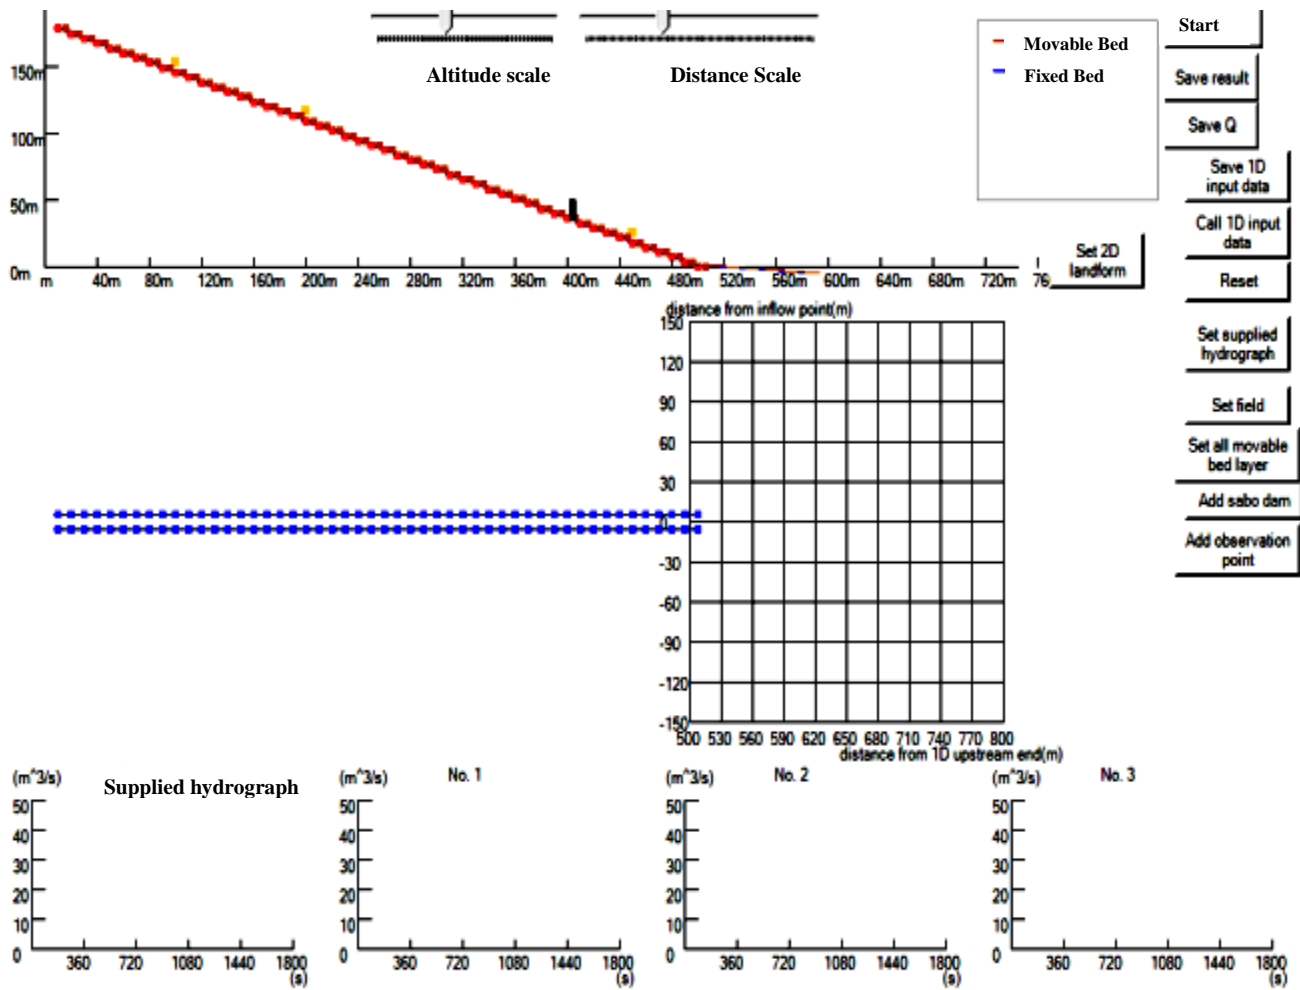 Start
Movable Bed
Fixed Bed
Altitude scale
Distance Scale
Save result
Save Q
Save 1D
input data
Call 1D input
data
Set 2D
landform
Reset
Set supplied
hydrograph
Set field
Set all movable
bed layer
Add sabo dam
Add observation
point
150m
100m
50m
0m
m 40m 80m 120m 160m 200m 240m 280m 320m 360m 400m 440m 480m 520m 560m 600m 640m 680m 720m 76
distance from inflow point(m)
150
120
90
60
30
0
-30
-60
-90
-120
-150
500 530 560 590 620 650 680 710 740 770 800
distance from 1D upstream end(m)
(m^3/s) Supplied hydrograph
50
40
30
20
10
0
360 720 1080 1440 1800
(s)
(m^3/s) No. 1
50
40
30
20
10
0
360 720 1080 1440 1800
(s)
(m^3/s) No. 2
50
40
30
20
10
0
360 720 1080 1440 1800
(s)
(m^3/s) No. 3
50
40
30
20
10
0
360 720 1080 1440 1800
(s)